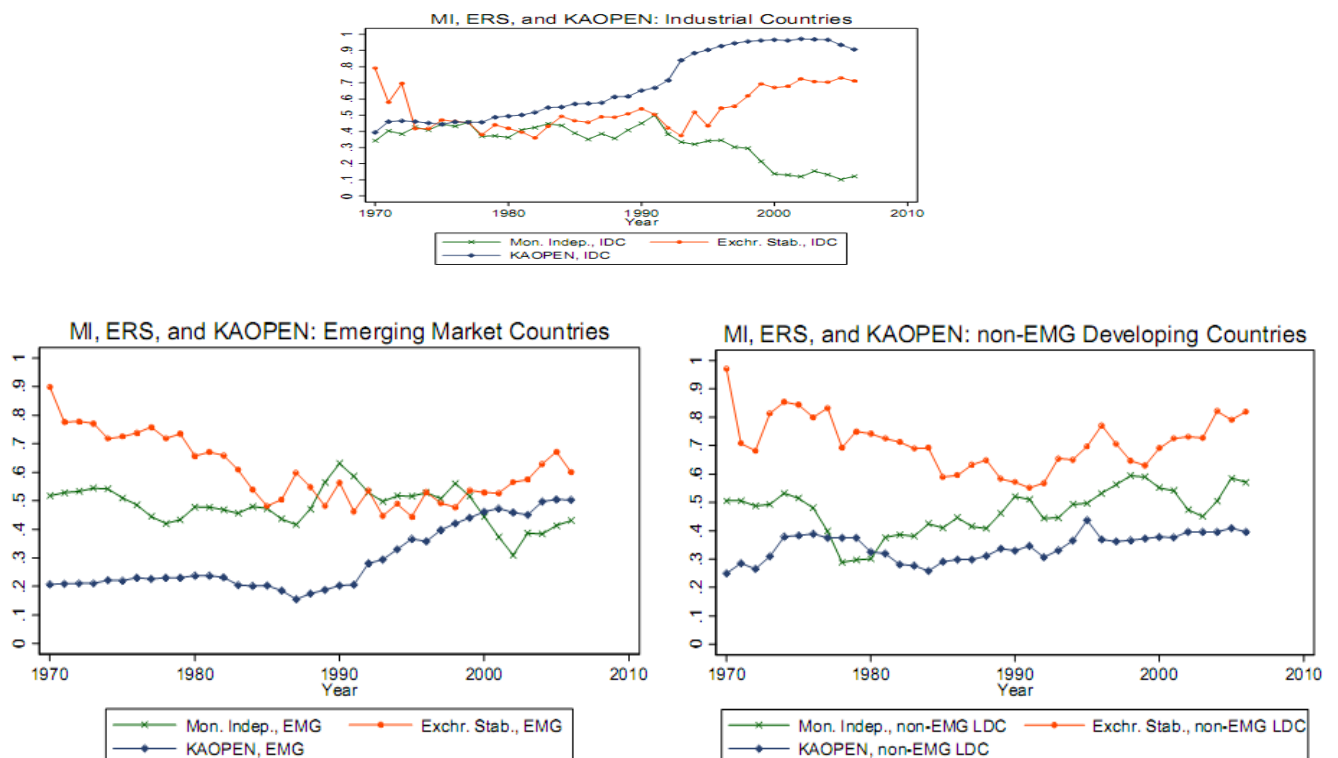 MI, ERS, and KAOPEN: Industrial Countries
1
.9
.8
.7
.6
.5
.4
.3
.2
.1
0
1970 1980 1990 2000 2010
Year
Mon. Indep., IDC Exchr. Stab., IDC
KAOPEN, IDC
MI, ERS, and KAOPEN: Emerging Market Countries
1
.9
.8
.7
.6
.5
.4
.3
.2
.1
0
1970 1980 1990 2000 2010
Year
Mon. Indep., EMG Exchr. Stab., EMG
KAOPEN, EMG
MI, ERS, and KAOPEN: non-EMG Developing Countries
1
.9
.8
.7
.6
.5
.4
.3
.2
.1
0
1970 1980 1990 2000 2010
Year
Mon. Indep., non-EMG LDC Exchr. Stab., non-EMG LDC
KAOPEN, non-EMG LDC